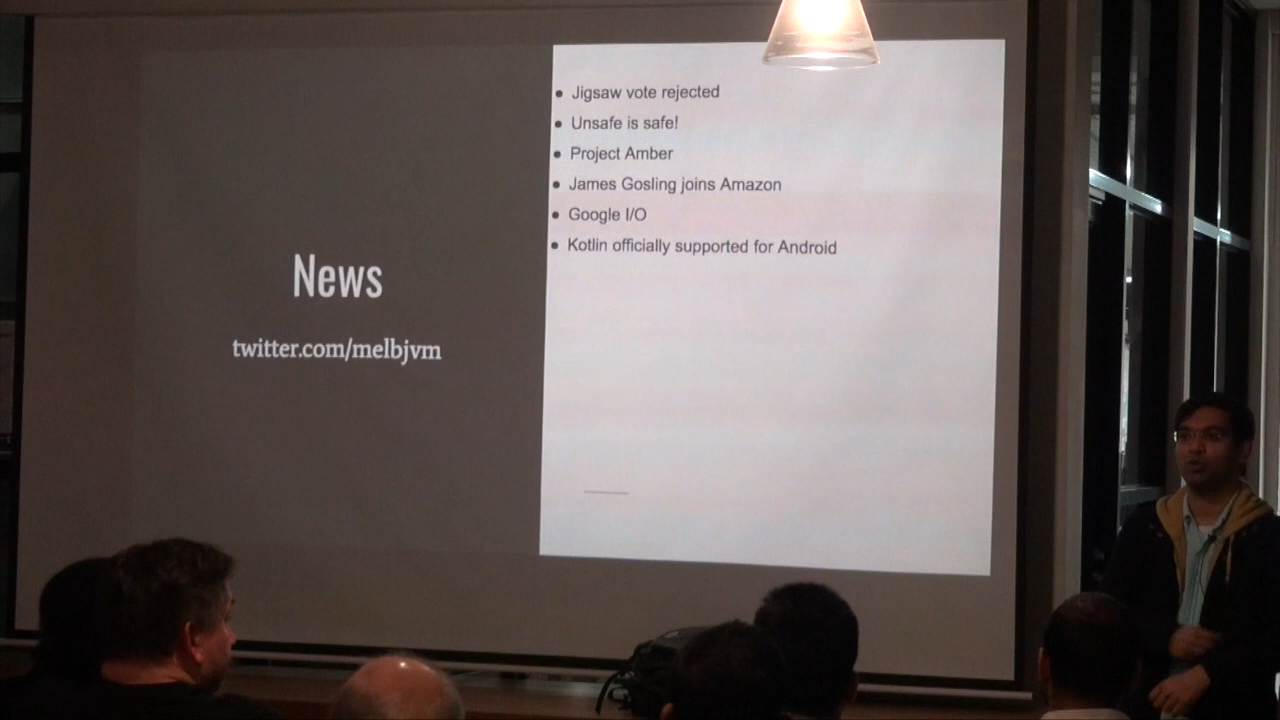 News
twitter.com/melbjvm
Jigsaw vote rejected
Unsafe is safe!
Project Amber
James Gosling joins Amazon
Google I/O
Kotlin officially supported for Android